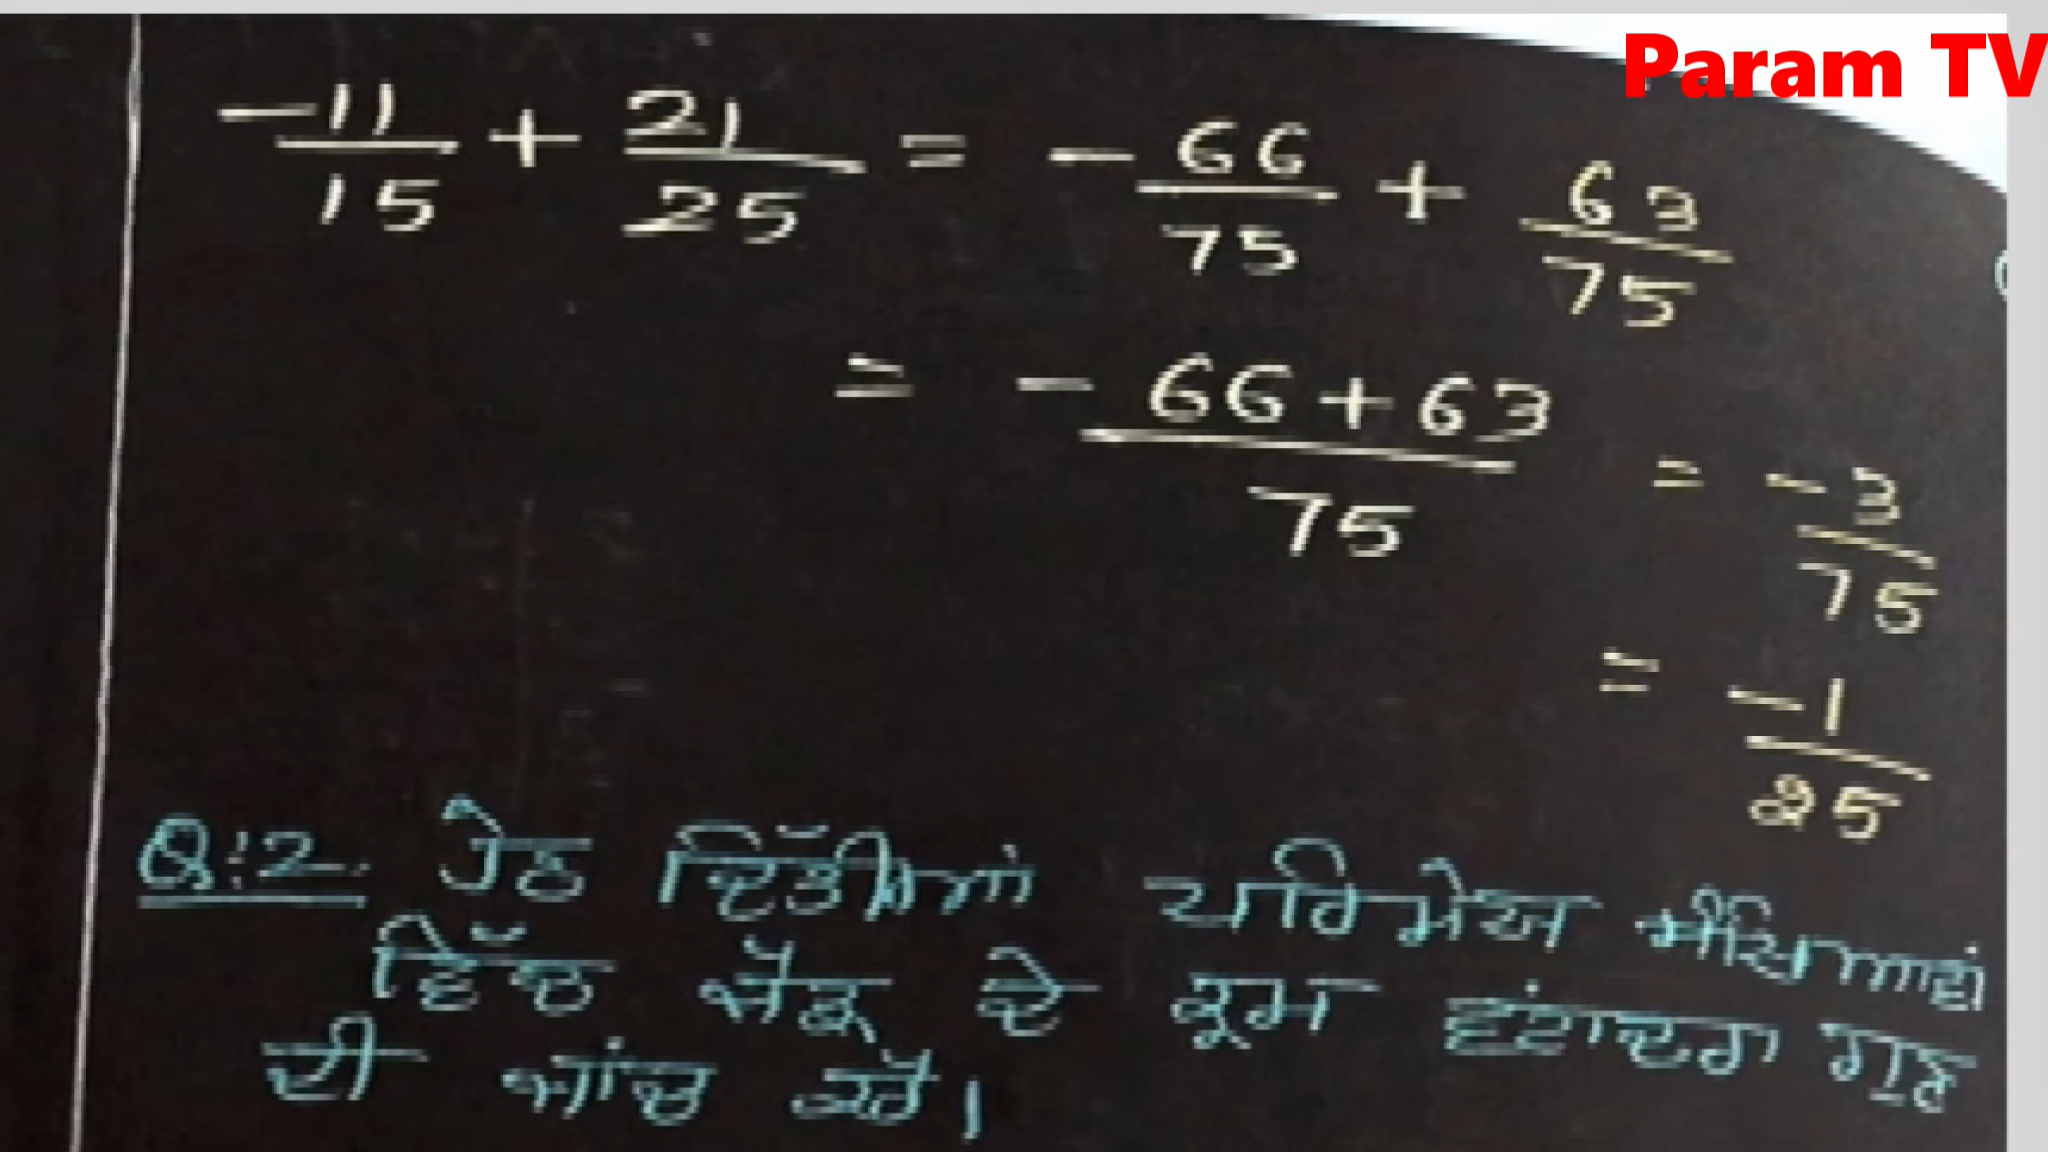 Param TV
-11/15 + 21/25 = -66/75 + 63/75
= -66+63/75 = -3/75
= -1/25
Q:2. ਹੇਠ ਦਿੱਤੀਆਂ ਪਰਿਮੇਅ ਸੰਖਿਆਵਾਂ
ਵਿੱਚ ਜੋੜ ਦੇ ਕ੍ਰਮ ਵਟਾਂਦਰਾ ਗੁਣ
ਦੀ ਜਾਂਚ ਕਰੋ।